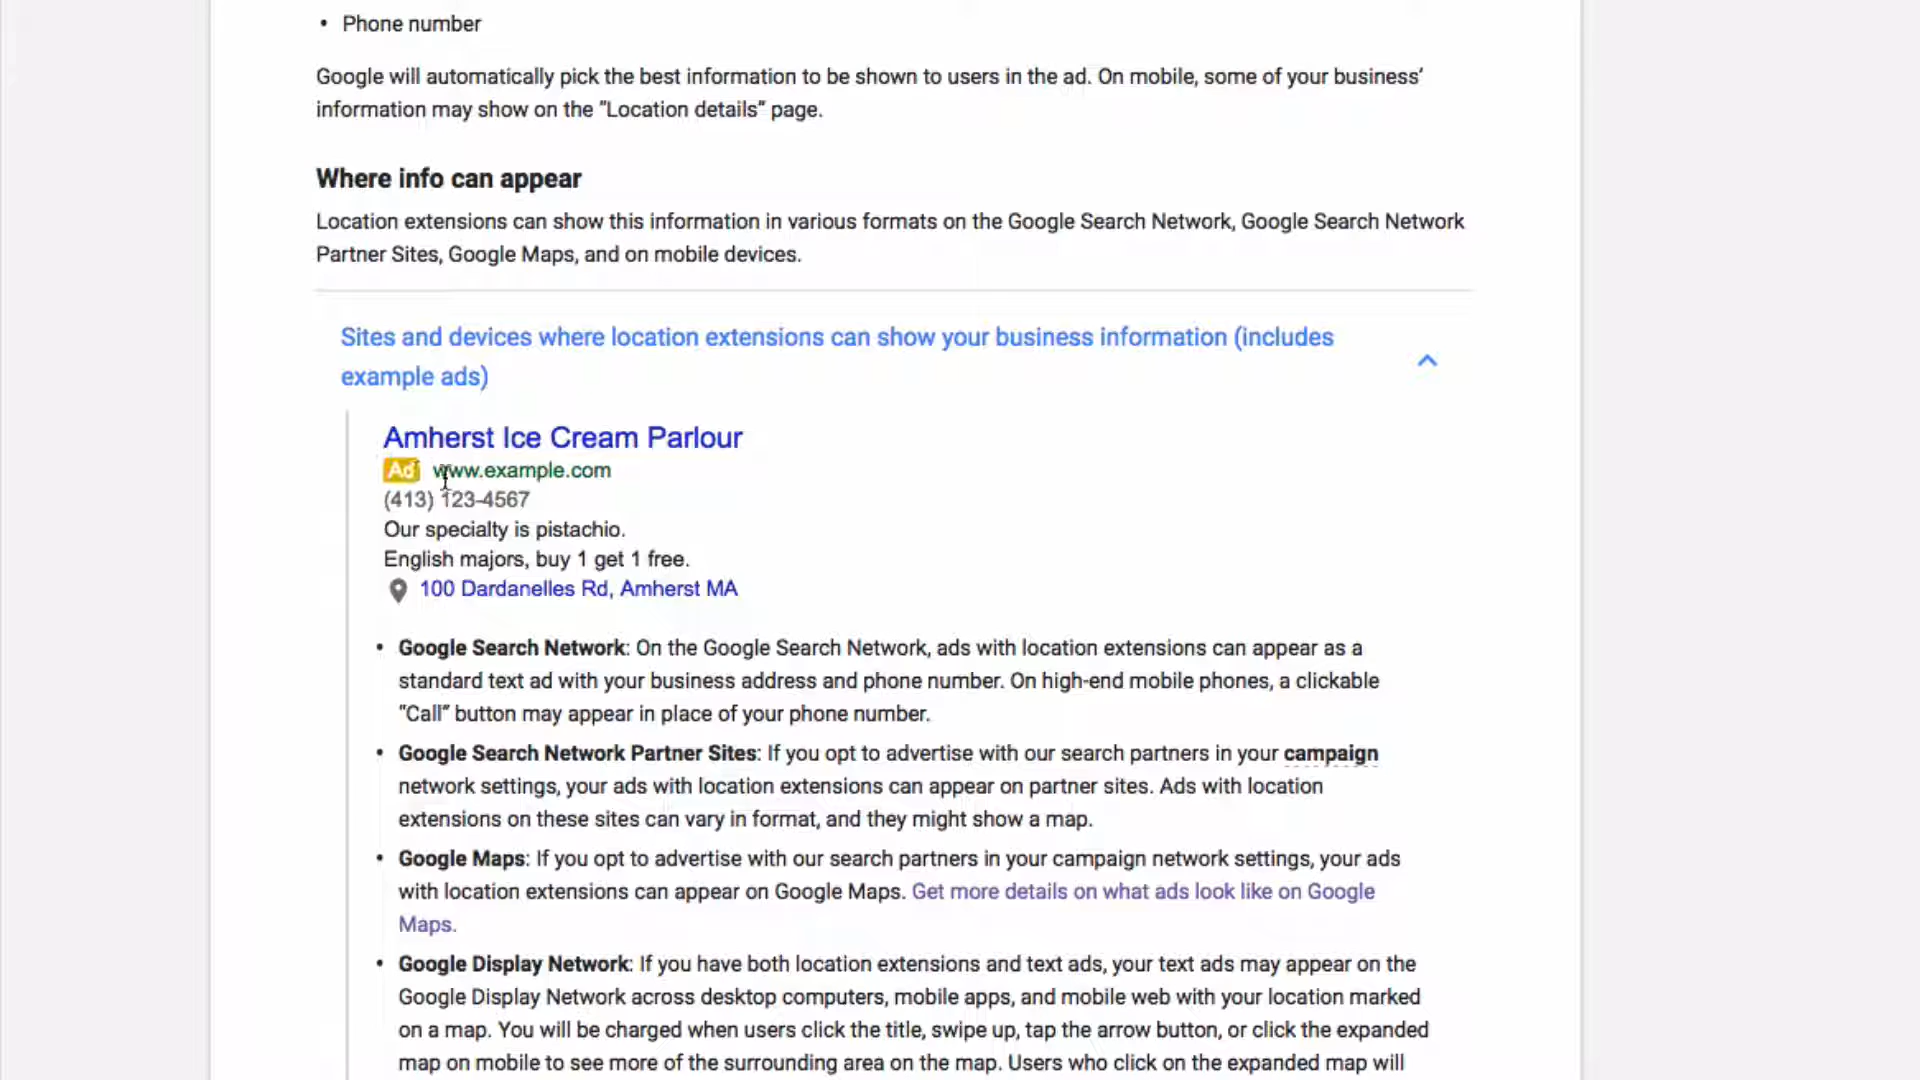 • Phone number
Google will automatically pick the best information to be shown to users in the ad. On mobile, some of your business’
information may show on the “Location details” page.
Where info can appear
Location extensions can show this information in various formats on the Google Search Network, Google Search Network
Partner Sites, Google Maps, and on mobile devices.
Sites and devices where location extensions can show your business information (includes
example ads)
Amherst Ice Cream Parlour
Ad www.example.com
(413) 123-4567
Our specialty is pistachio.
English majors, buy 1 get 1 free.
100 Dardanelles Rd, Amherst MA
• Google Search Network: On the Google Search Network, ads with location extensions can appear as a
standard text ad with your business address and phone number. On high-end mobile phones, a clickable
“Call” button may appear in place of your phone number.
• Google Search Network Partner Sites: If you opt to advertise with our search partners in your campaign
network settings, your ads with location extensions can appear on partner sites. Ads with location
extensions on these sites can vary in format, and they might show a map.
• Google Maps: If you opt to advertise with our search partners in your campaign network settings, your ads
with location extensions can appear on Google Maps. Get more details on what ads look like on Google
Maps.
• Google Display Network: If you have both location extensions and text ads, your text ads may appear on the
Google Display Network across desktop computers, mobile apps, and mobile web with your location marked
on a map. You will be charged when users click the title, swipe up, tap the arrow button, or click the expanded
map on mobile to see more of the surrounding area on the map. Users who click on the expanded map will